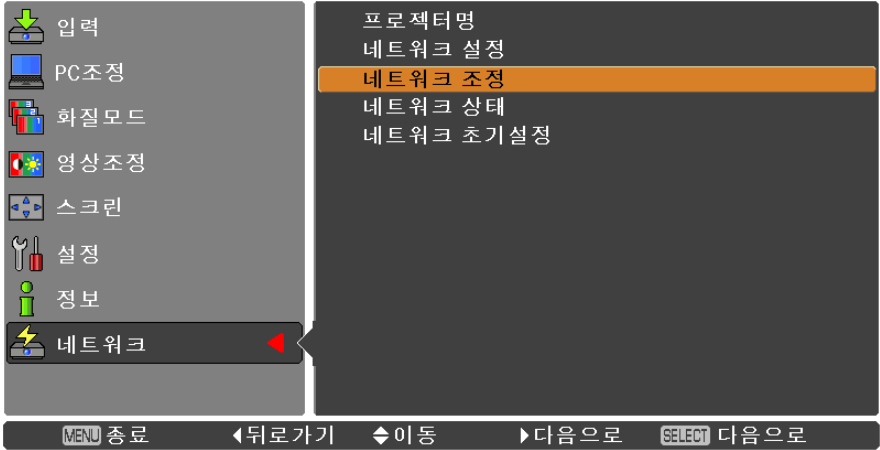 입력
PC조정
화질모드
영상조정
스크린
설정
정보
네트워크
프로젝터명
네트워크 설정
네트워크 조정
네트워크 상태
네트워크 초기설정
MENU 종료 뒤로가기 이동 다음으로 SELECT 다음으로